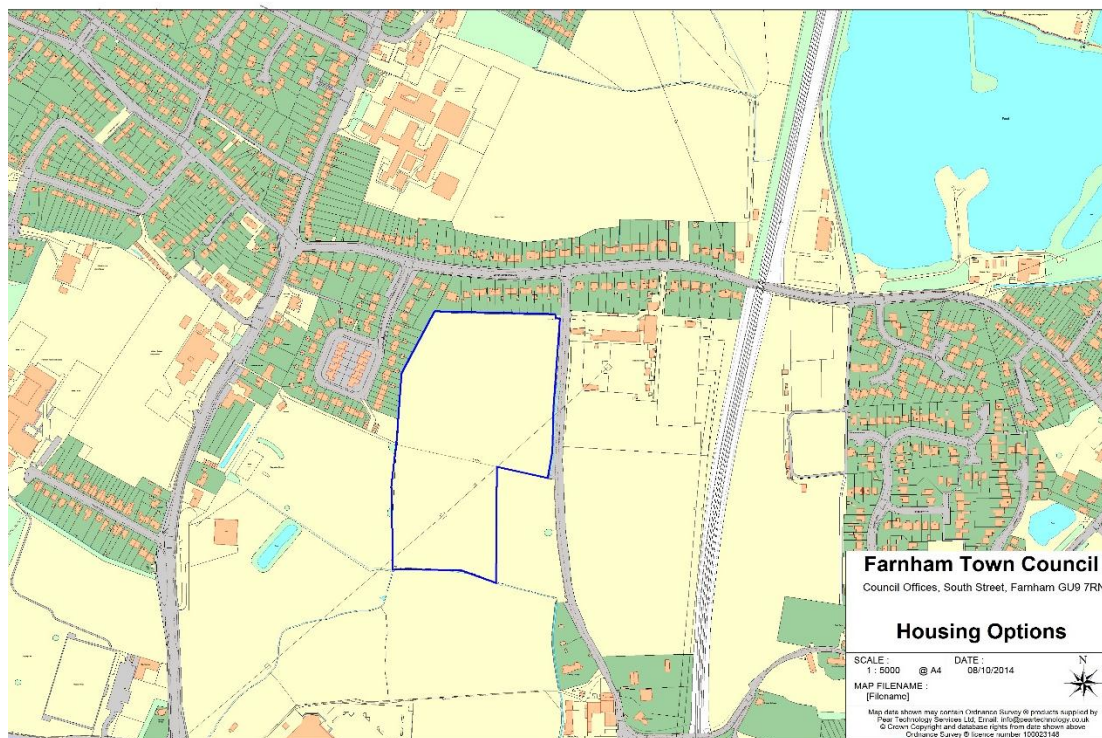 Pond
Farnham Town Council
Council Offices, South Street, Farnham GU9 7RN
Housing Options
SCALE : DATE : N
1 : 5000 @ A4 08/10/2014
MAP FILENAME :
[Filename]
Map data shown may contain Ordnance Survey ® products supplied by
Pear Technology Services Ltd; Email: info@peartechnology.co.uk
© Crown Copyright and database rights from date shown above
Ordnance Survey ® licence number 100023148